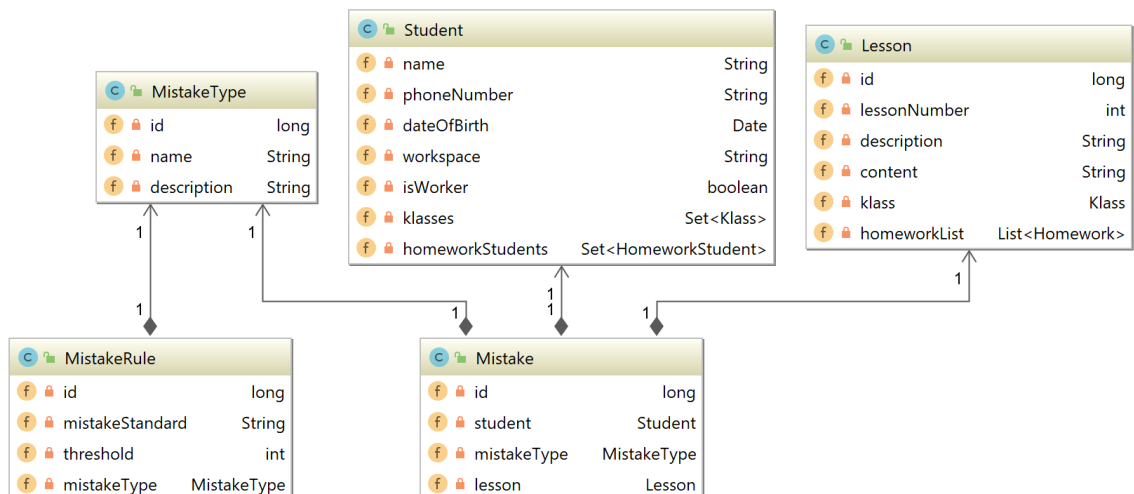 MistakeType
id long
name String
description String
Student
name String
phoneNumber String
dateOfBirth Date
workspace String
isWorker boolean
klasses Set<Klass>
homeworkStudents Set<HomeworkStudent>
Lesson
id long
lessonNumber int
description String
content String
klass Klass
homeworkList List<Homework>
1
1
1
1
1
1
1
1
MistakeRule
id long
mistakeStandard String
threshold int
mistakeType MistakeType
Mistake
id long
student Student
mistakeType MistakeType
lesson Lesson